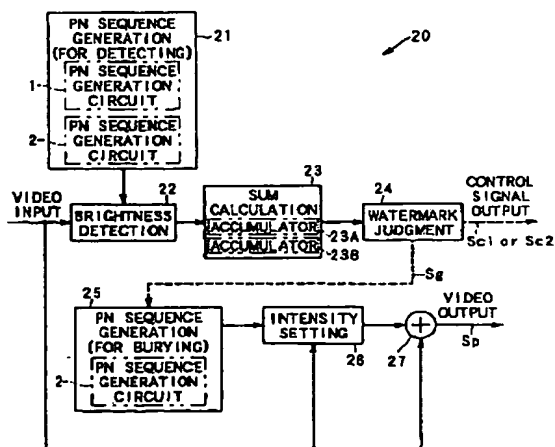 20
21
PN SEQUENCE
GENERATION
(FOR DETECTING)
1
PN SEQUENCE
GENERATION
CIRCUIT
2
PN SEQUENCE
GENERATION
CIRCUIT
VIDEO
INPUT
22
BRIGHTNESS
DETECTION
23
SUM
CALCULATION
ACCUMULATOR
23A
ACCUMULATOR
23B
24
WATERMARK
JUDGMENT
CONTROL
SIGNAL
OUTPUT
Sc1 or Sc2
Sg
25
PN SEQUENCE
GENERATION
(FOR BURYING)
2
PN SEQUENCE
GENERATION
CIRCUIT
INTENSITY
SETTING
26
+
27
VIDEO
OUTPUT
Sp